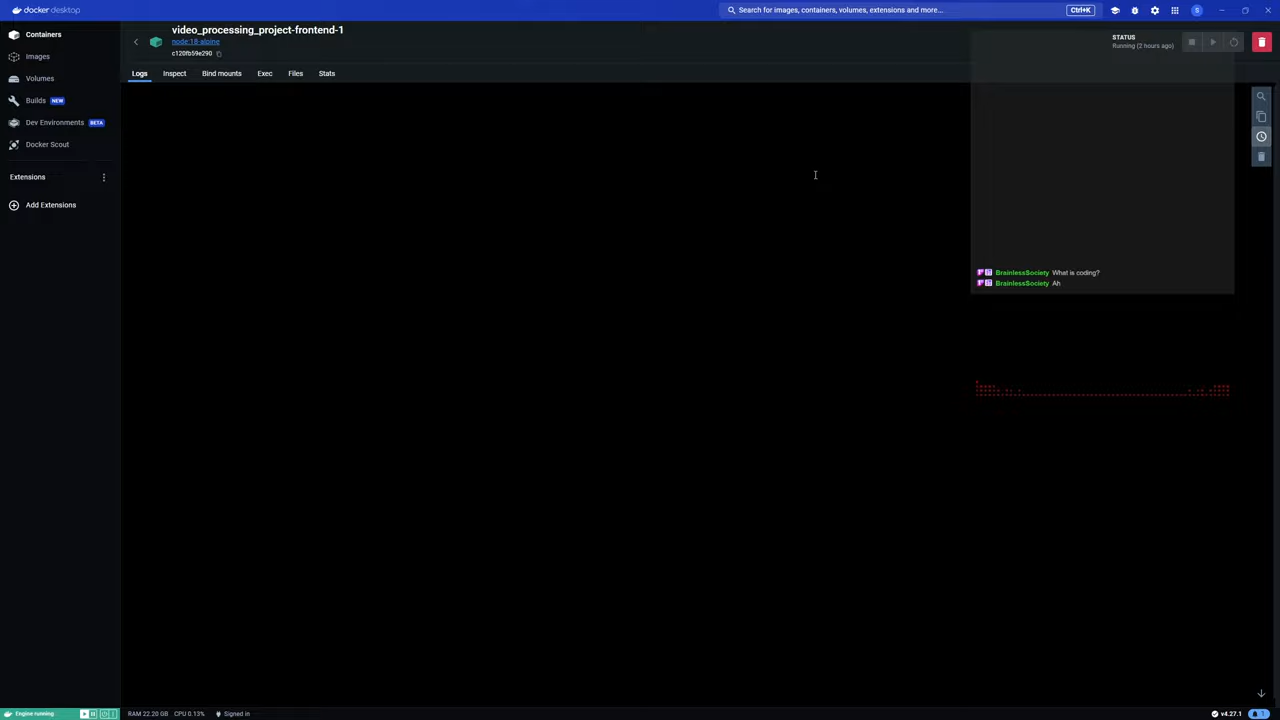 docker desktop
Search for images, containers, volumes, extensions and more...
Ctrl+K
S
Containers
Images
Volumes
Builds NEW
Dev Environments BETA
Docker Scout
Extensions
Add Extensions
video_processing_project-frontend-1
node:18-alpine
c120fb59e290
STATUS
Running (2 hours ago)
Logs Inspect Bind mounts Exec Files Stats
BrainlessSociety What is coding?
BrainlessSociety Ah
Engine running
RAM 22.20 GB CPU 0.13% Signed in
v4.27.1
1